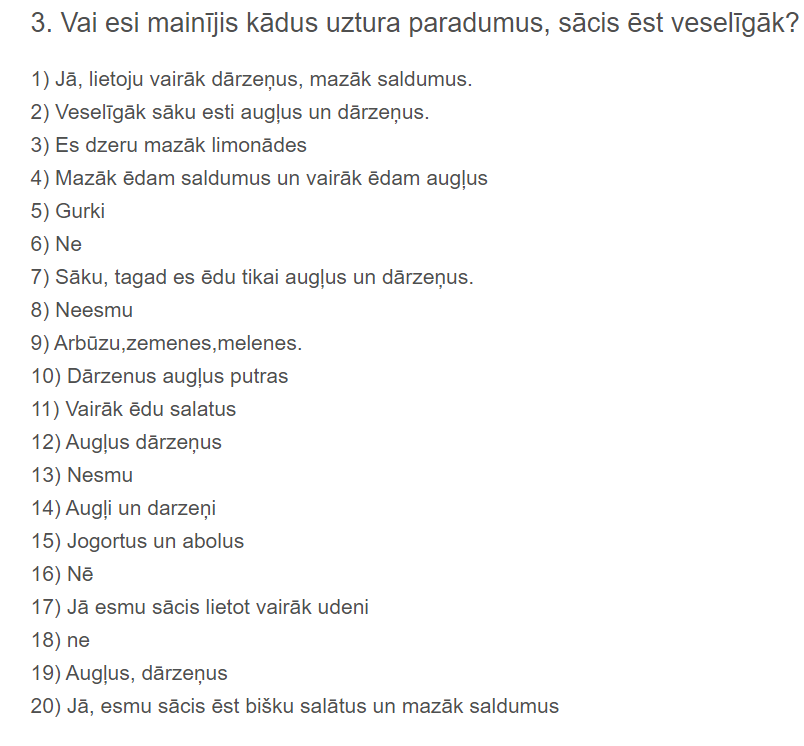 3. Vai esi mainījis kādus uztura paradumus, sācis ēst veselīgāk?
1) Jā, lietoju vairāk dārzeņus, mazāk saldumus.
2) Veselīgāk sāku esti augļus un dārzeņus.
3) Es dzeru mazāk limonādes
4) Mazāk ēdam saldumus un vairāk ēdam augļus
5) Gurki
6) Ne
7) Sāku, tagad es ēdu tikai augļus un dārzeņus.
8) Neesmu
9) Arbūzu,zemenes,melenes.
10) Dārzenus augļus putras
11) Vairāk ēdu salatus
12) Augļus dārzeņus
13) Nesmu
14) Augļi un darzeņi
15) Jogortus un abolus
16) Nē
17) Jā esmu sācis lietot vairāk udeni
18) ne
19) Augļus, dārzeņus
20) Jā, esmu sācis ēst bišku salātus un mazāk saldumus